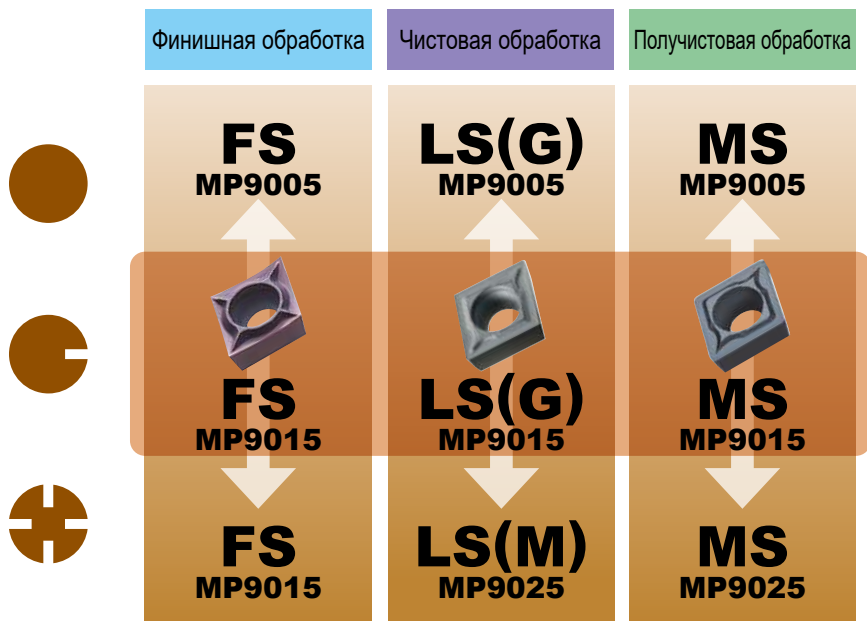 Финишная обработка
Чистовая обработка
Получистовая обработка
FS
MP9005
LS(G)
MP9005
MS
MP9005
FS
MP9015
LS(G)
MP9015
MS
MP9015
FS
MP9015
LS(M)
MP9025
MS
MP9025